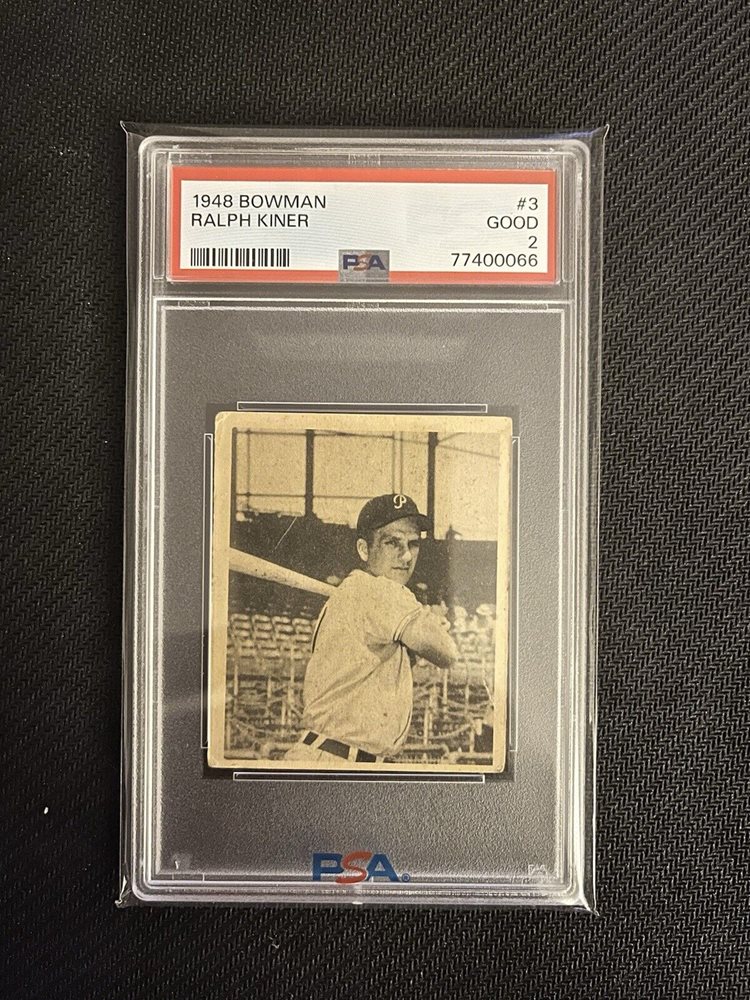 1948 BOWMAN #3
RALPH KINER GOOD
2
PSA 77400066
P
PSA®